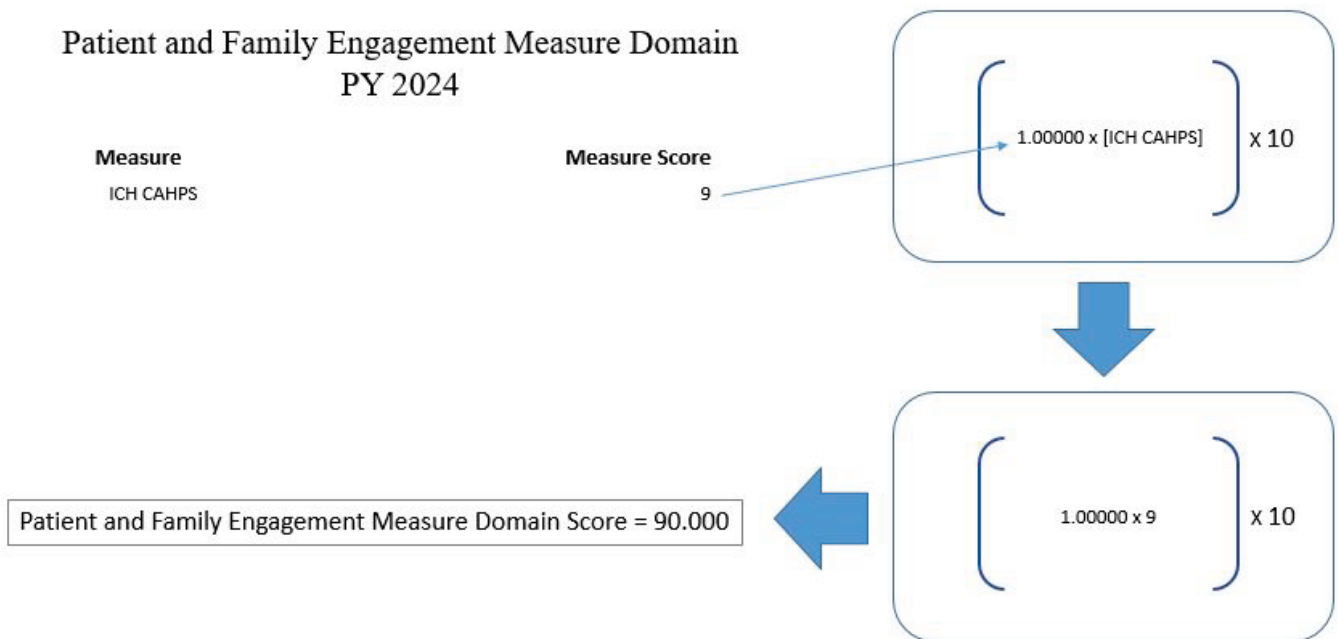 Patient and Family Engagement Measure Domain
PY 2024
Measure Measure Score
ICH CAHPS 9
1.00000 x [ICH CAHPS] x 10
1.00000 x 9 x 10
Patient and Family Engagement Measure Domain Score = 90.000